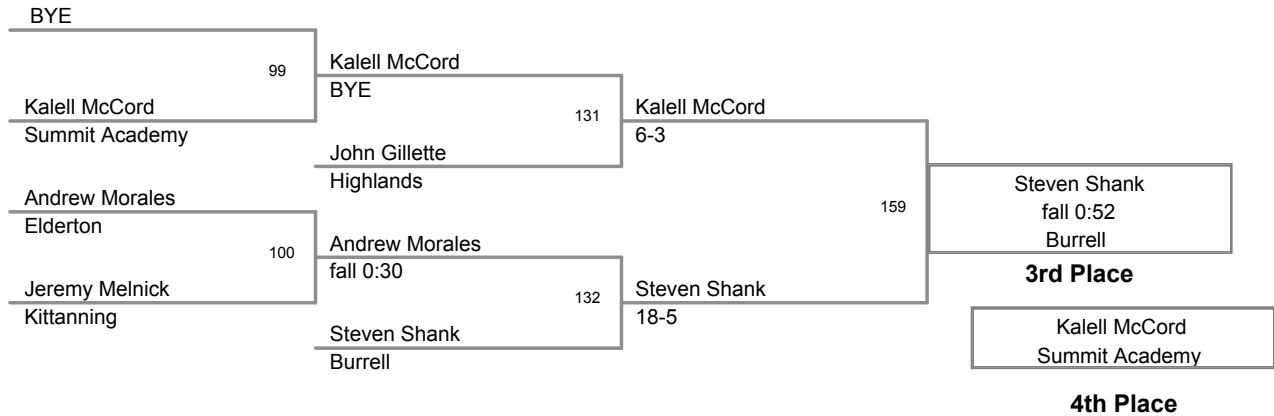 BYE
99
Kalell McCord
BYE
Kalell McCord
Summit Academy
131
Kalell McCord
6-3
John Gillette
Highlands
Andrew Morales
Elderton
159
Steven Shank
fall 0:52
Burrell
3rd Place
100
Andrew Morales
fall 0:30
Jeremy Melnick
Kittanning
132
Steven Shank
18-5
Steven Shank
Burrell
Kalell McCord
Summit Academy
4th Place